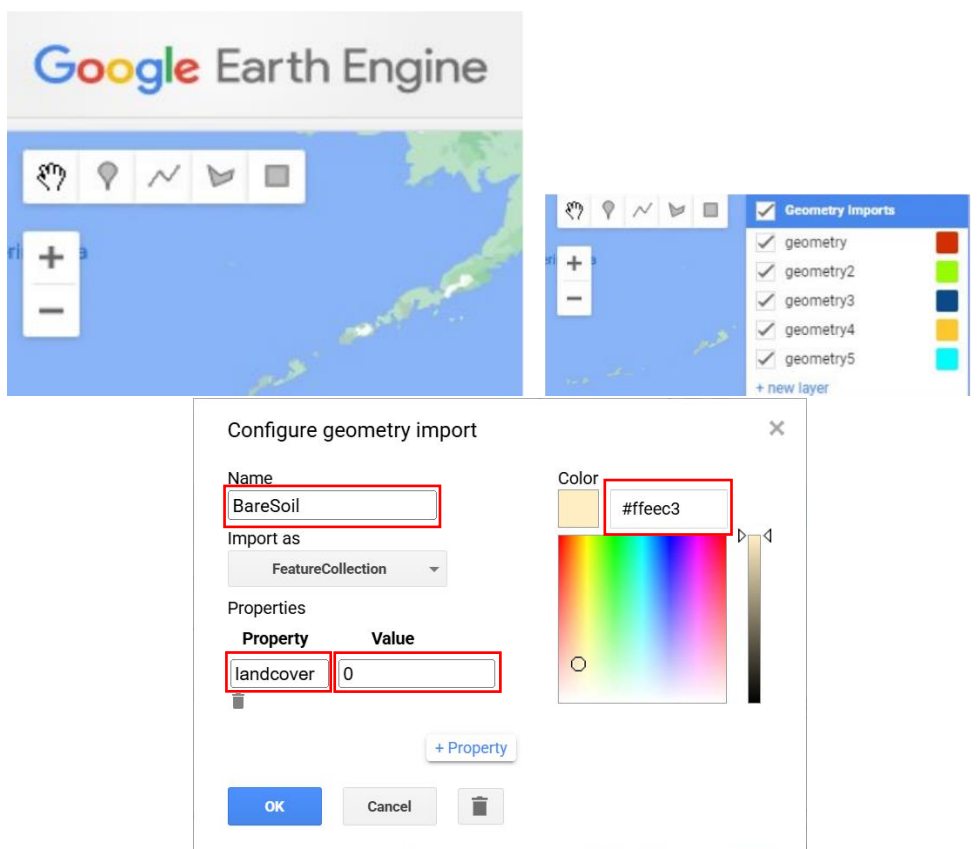 Google Earth Engine
+
−
+
−
Geometry Imports
geometry
geometry2
geometry3
geometry4
geometry5
+ new layer
Configure geometry import
Name
BareSoil
Import as
FeatureCollection
Properties
Property Value
landcover 0
+ Property
OK Cancel
Color
#ffeec3